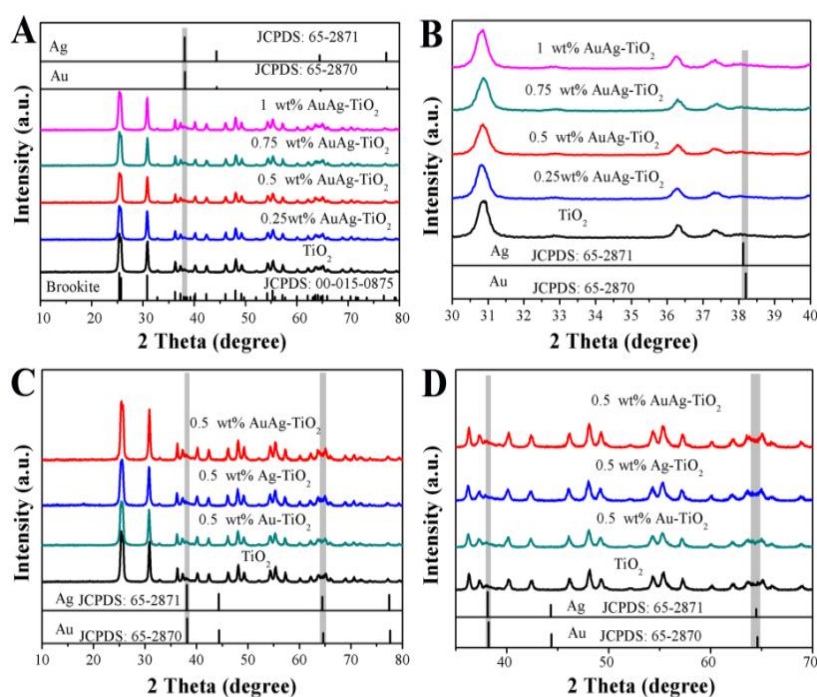 A
Ag
JCPDS: 65-2871
Au
JCPDS: 65-2870
1 wt% AuAg-TiO2
0.75 wt% AuAg-TiO2
0.5 wt% AuAg-TiO2
0.25wt% AuAg-TiO2
TiO2
Brookite
JCPDS: 00-015-0875
Intensity (a.u.)
10 20 30 40 50 60 70 80
2 Theta (degree)
B
1 wt% AuAg-TiO2
0.75 wt% AuAg-TiO2
0.5 wt% AuAg-TiO2
0.25wt% AuAg-TiO2
TiO2
Ag
JCPDS: 65-2871
Au
JCPDS: 65-2870
Intensity (a.u.)
30 31 32 33 34 35 36 37 38 39 40
2 Theta (degree)
C
0.5 wt% AuAg-TiO2
0.5 wt% Ag-TiO2
0.5 wt% Au-TiO2
TiO2
Ag
JCPDS: 65-2871
Au
JCPDS: 65-2870
Intensity (a.u.)
10 20 30 40 50 60 70 80
2 Theta (degree)
D
0.5 wt% AuAg-TiO2
0.5 wt% Ag-TiO2
0.5 wt% Au-TiO2
TiO2
Ag
JCPDS: 65-2871
Au
JCPDS: 65-2870
Intensity (a.u.)
40 50 60 70
2 Theta (degree)